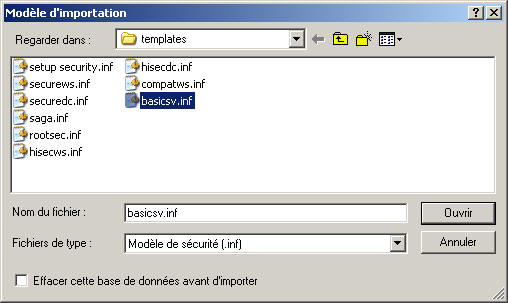 Modèle d'importation
Regarder dans :
templates
setup security.inf
hisecdc.inf
securews.inf
compatws.inf
securedc.inf
basicsv.inf
saga.inf
rootsec.inf
hisecws.inf
Nom du fichier :
basicsv.inf
Ouvrir
Fichiers de type :
Modèle de sécurité (.inf)
Annuler
Effacer cette base de données avant d'importer